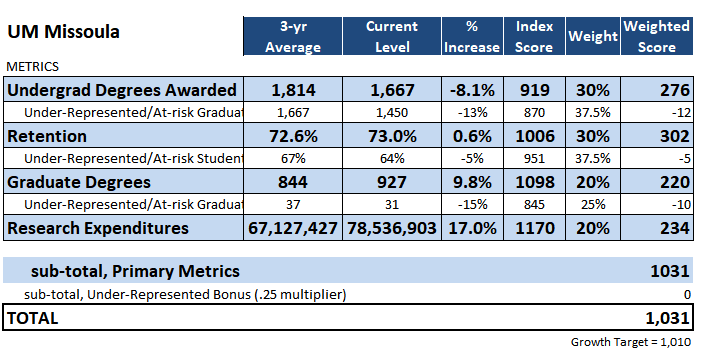 UM Missoula 3-yr Average Current Level % Increase Index Score Weight Weighted Score
METRICS
Undergrad Degrees Awarded 1,814 1,667 -8.1% 919 30% 276
Under-Represented/At-risk Graduat 1,667 1,450 -13% 870 37.5% -12
Retention 72.6% 73.0% 0.6% 1006 30% 302
Under-Represented/At-risk Student 67% 64% -5% 951 37.5% -5
Graduate Degrees 844 927 9.8% 1098 20% 220
Under-Represented/At-risk Graduat 37 31 -15% 845 25% -10
Research Expenditures 67,127,427 78,536,903 17.0% 1170 20% 234
sub-total, Primary Metrics 1031
sub-total, Under-Represented Bonus (.25 multiplier) 0
TOTAL 1,031
Growth Target = 1,010